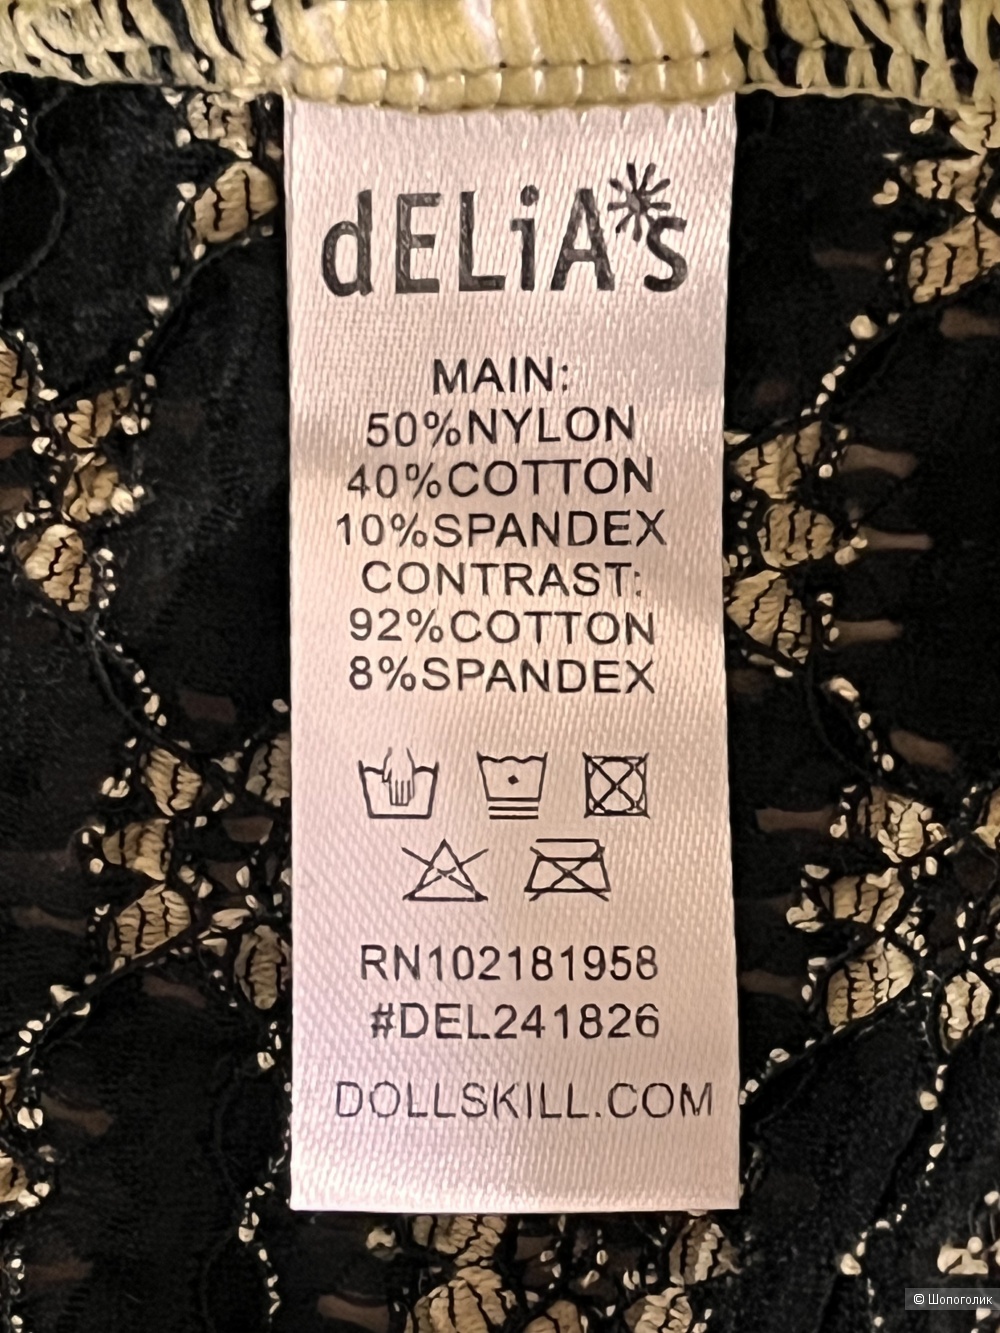 dELiA*s
MAIN:
50%NYLON
40%COTTON
10%SPANDEX
CONTRAST:
92%COTTON
8%SPANDEX
RN102181958
#DEL241826
DOLLSKILL.COM
© Шопоголик